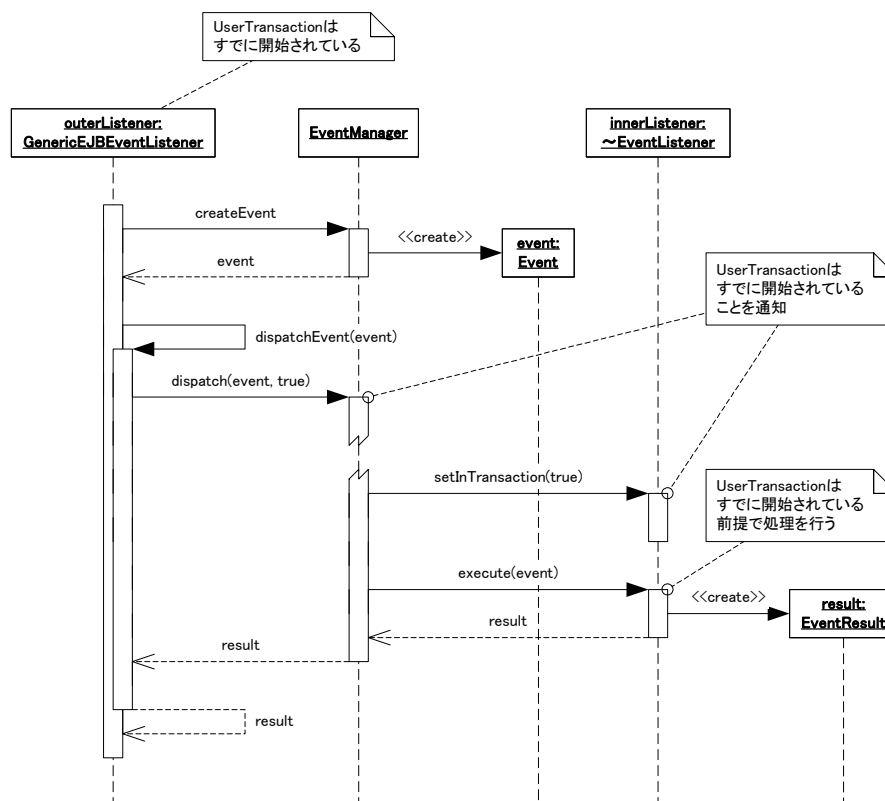 UserTransactionは
すでに開始されている
outerListener:
GenericEJBEventListener
EventManager
innerListener:
～EventListener
createEvent
<<create>>
event:
Event
event
UserTransactionは
すでに開始されている
ことを通知
dispatchEvent(event)
dispatch(event, true)
setInTransaction(true)
UserTransactionは
すでに開始されている
前提で処理を行う
execute(event)
<<create>>
result:
EventResult
result
result
result